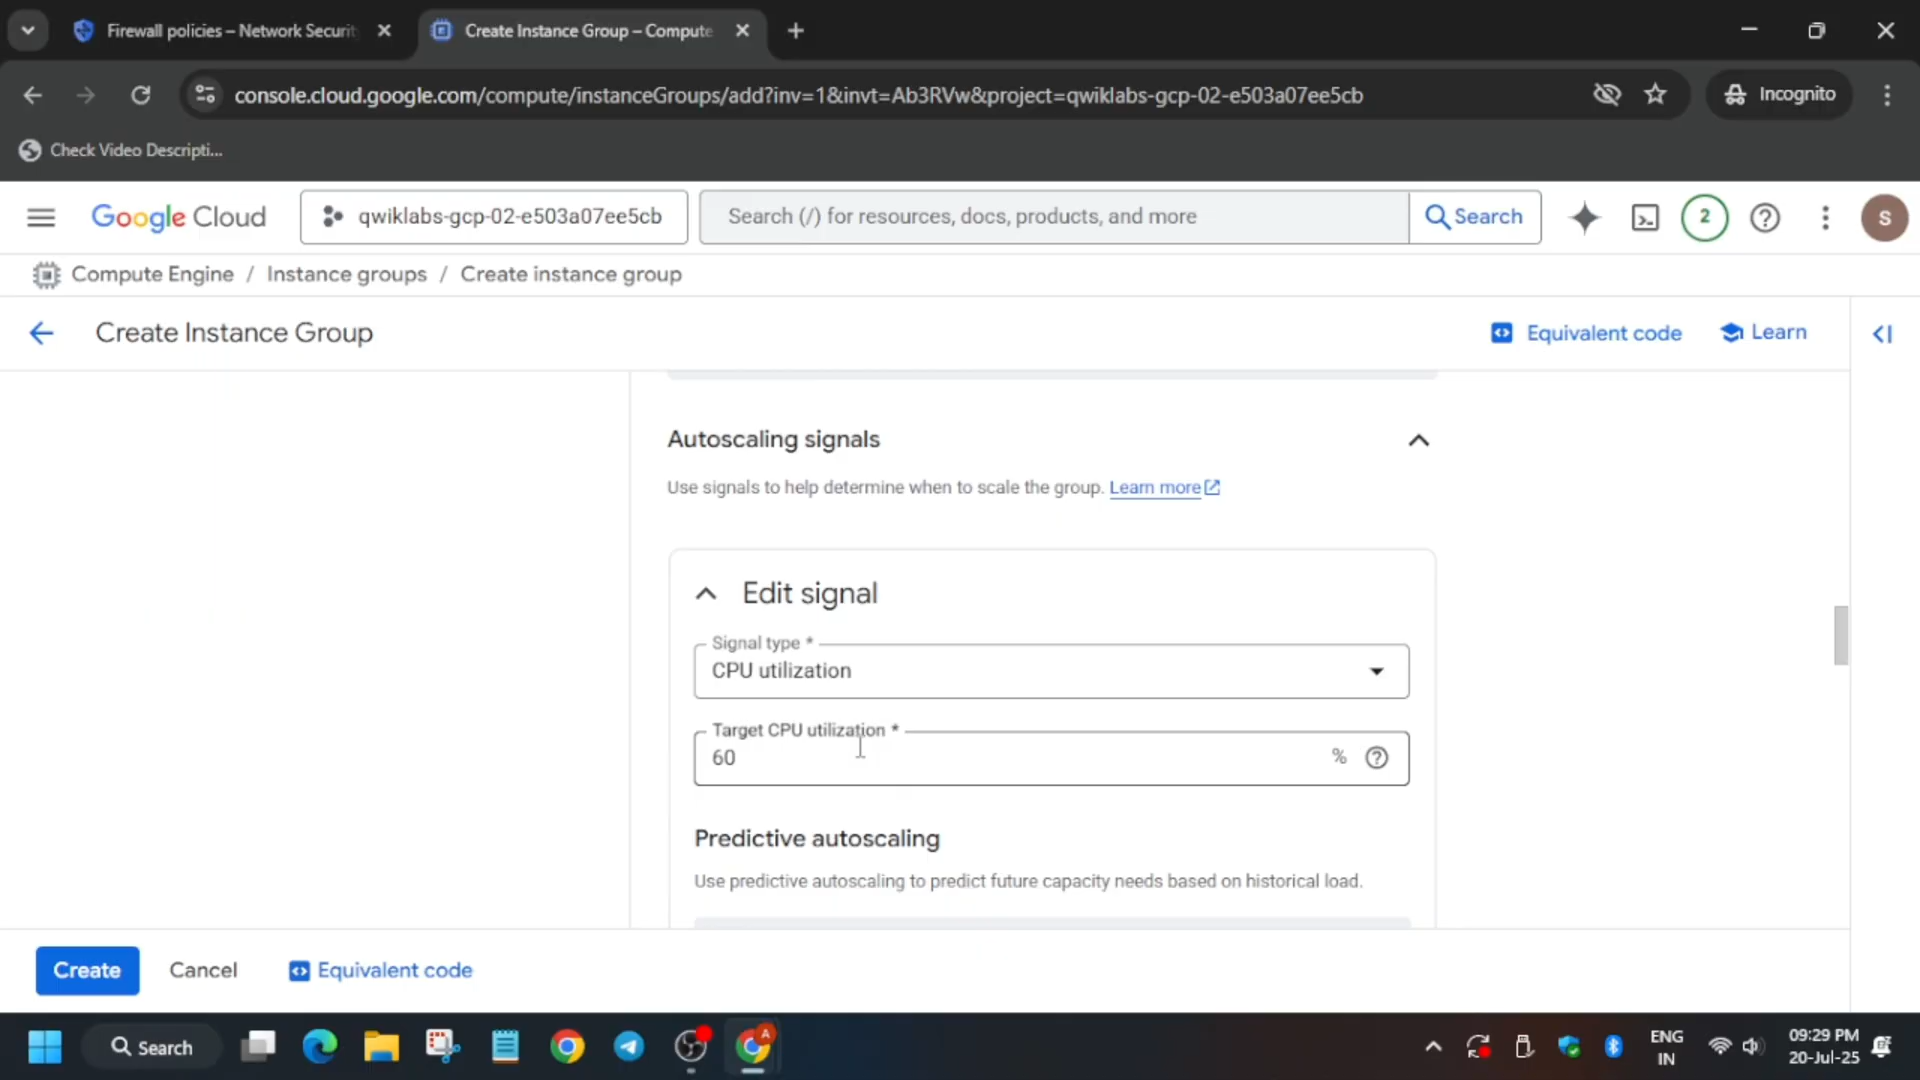 Firewall policies – Network Securit
Create Instance Group – Compute
console.cloud.google.com/compute/instanceGroups/add?inv=1&invt=Ab3RVw&project=qwiklabs-gcp-02-e503a07ee5cb
Incognito
Check Video Descripti...
Google Cloud
qwiklabs-gcp-02-e503a07ee5cb
Search (/) for resources, docs, products, and more
Search
2
S
Compute Engine / Instance groups / Create instance group
Create Instance Group
Equivalent code
Learn
Autoscaling signals
Use signals to help determine when to scale the group. Learn more
Edit signal
Signal type *
CPU utilization
Target CPU utilization *
60
%
Predictive autoscaling
Use predictive autoscaling to predict future capacity needs based on historical load.
Create
Cancel
Equivalent code
Search
A
ENG
IN
09:29 PM
20-Jul-25